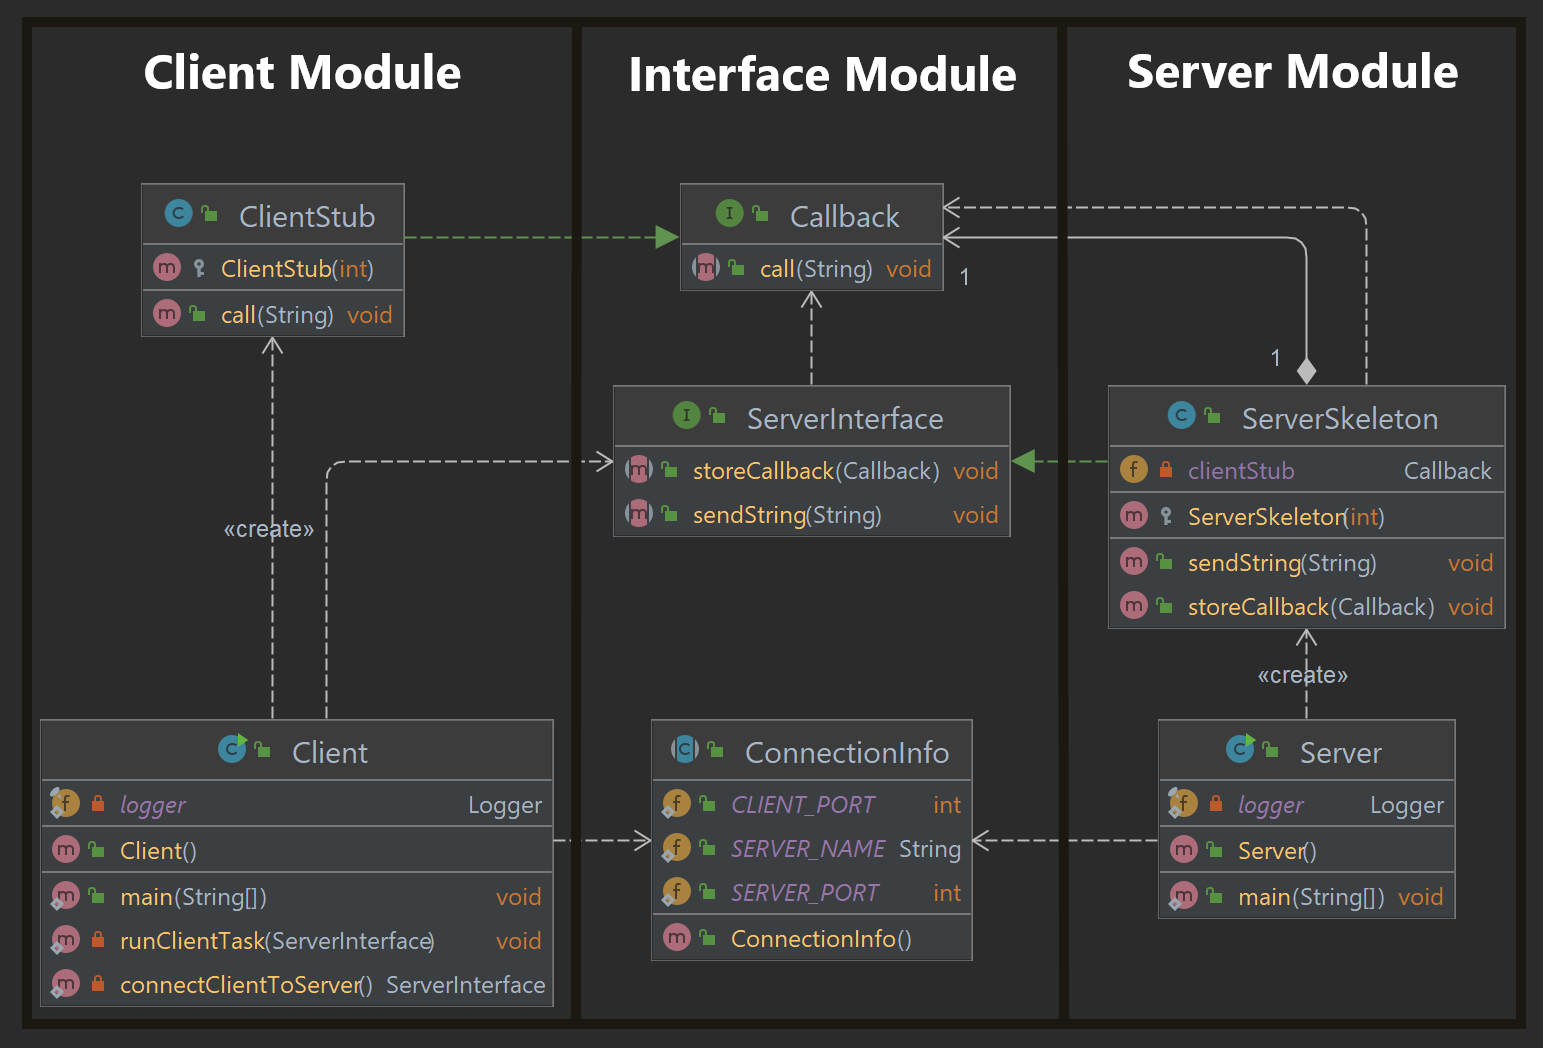 Client Module
Interface Module
Server Module
C ClientStub
m ClientStub(int)
m call(String) void
I Callback
m call(String) void
1
1
I ServerInterface
m storeCallback(Callback) void
m sendString(String) void
C ServerSkeleton
f clientStub Callback
m ServerSkeleton(int)
m sendString(String) void
m storeCallback(Callback) void
«create»
«create»
C Client
f logger Logger
m Client()
m main(String[]) void
m runClientTask(ServerInterface) void
m connectClientToServer() ServerInterface
C ConnectionInfo
f CLIENT_PORT int
f SERVER_NAME String
f SERVER_PORT int
m ConnectionInfo()
C Server
f logger Logger
m Server()
m main(String[]) void